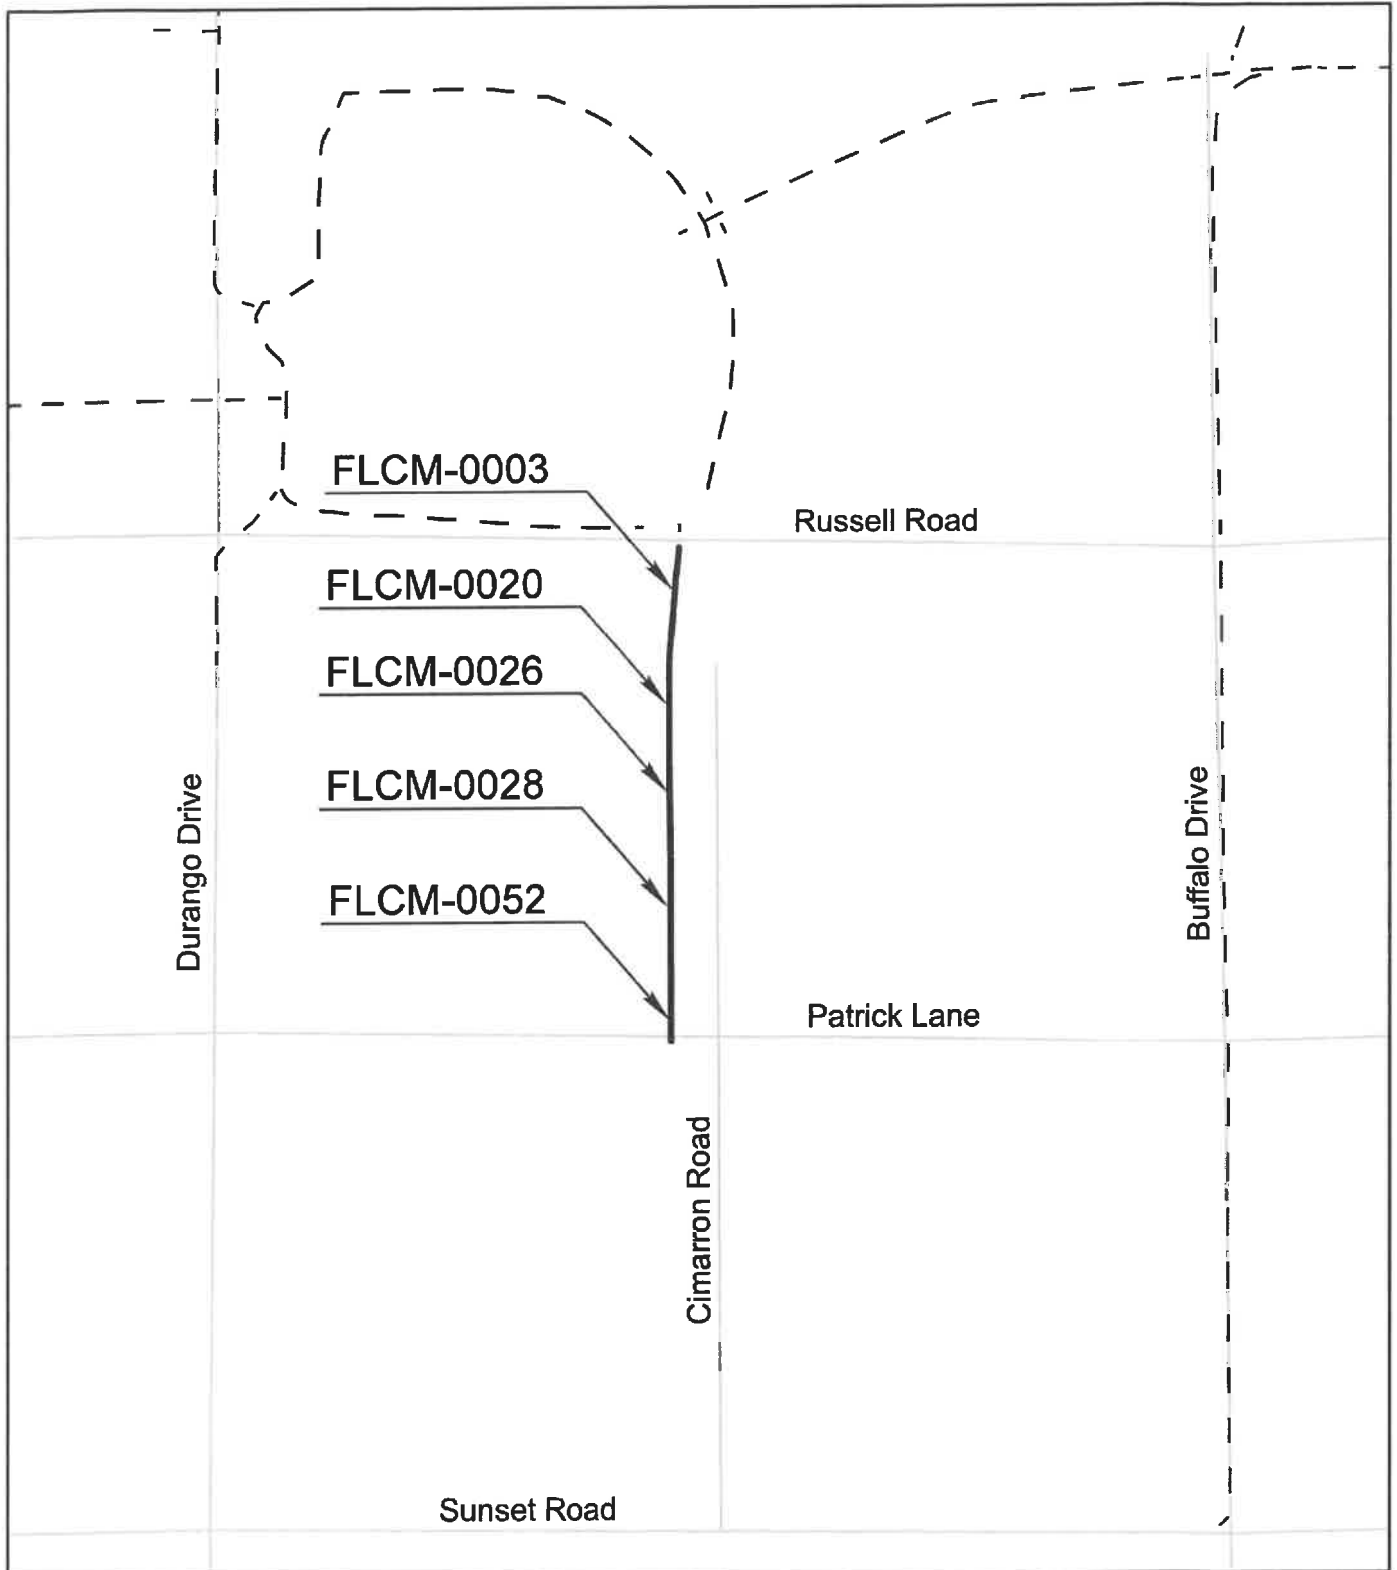 FLCM-0003
Russell Road
FLCM-0020
FLCM-0026
FLCM-0028
Durango Drive
Buffalo Drive
FLCM-0052
Patrick Lane
Cimarron Road
Sunset Road